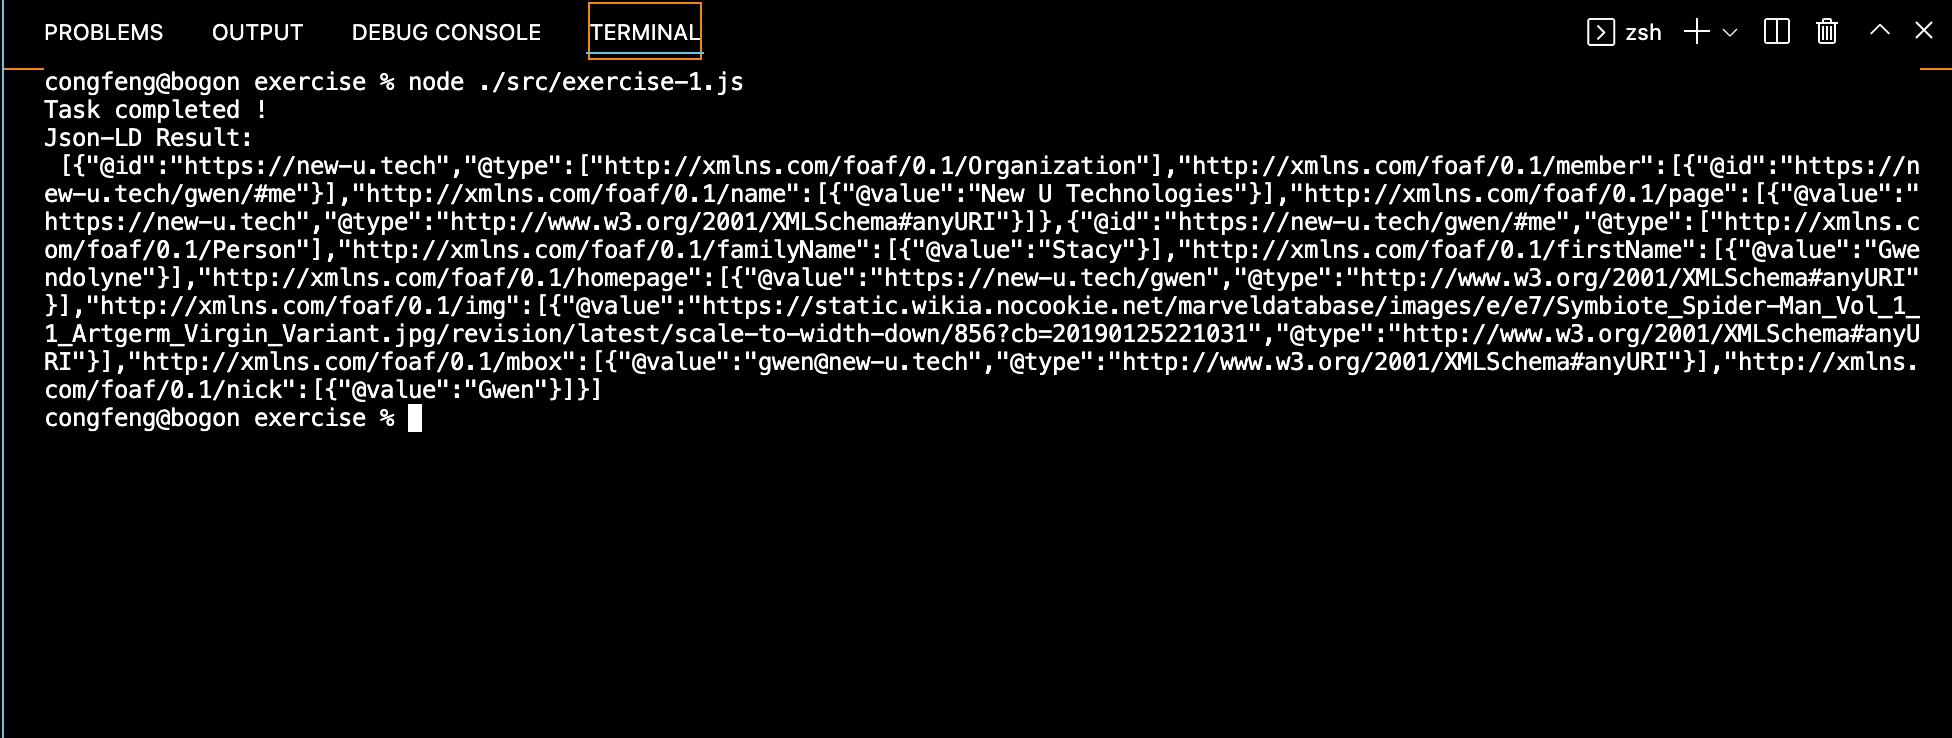 PROBLEMS OUTPUT DEBUG CONSOLE TERMINAL zsh
congfeng@bogon exercise % node ./src/exercise-1.js
Task completed !
Json-LD Result:
[{"@id":"https://new-u.tech","@type":["http://xmlns.com/foaf/0.1/Organization"],"http://xmlns.com/foaf/0.1/member":[{"@id":"https://n
ew-u.tech/gwen/#me"}],"http://xmlns.com/foaf/0.1/name":[{"@value":"New U Technologies"}],"http://xmlns.com/foaf/0.1/page":[{"@value":"
https://new-u.tech","@type":"http://www.w3.org/2001/XMLSchema#anyURI"}]},{"@id":"https://new-u.tech/gwen/#me","@type":["http://xmlns.c
om/foaf/0.1/Person"],"http://xmlns.com/foaf/0.1/familyName":[{"@value":"Stacy"}],"http://xmlns.com/foaf/0.1/firstName":[{"@value":"Gwe
ndolyne"}],"http://xmlns.com/foaf/0.1/homepage":[{"@value":"https://new-u.tech/gwen","@type":"http://www.w3.org/2001/XMLSchema#anyURI"
}],"http://xmlns.com/foaf/0.1/img":[{"@value":"https://static.wikia.nocookie.net/marveldatabase/images/e/e7/Symbiote_Spider-Man_Vol_1_
1_Artgerm_Virgin_Variant.jpg/revision/latest/scale-to-width-down/856?cb=20190125221031","@type":"http://www.w3.org/2001/XMLSchema#anyU
RI"}],"http://xmlns.com/foaf/0.1/mbox":[{"@value":"gwen@new-u.tech","@type":"http://www.w3.org/2001/XMLSchema#anyURI"}],"http://xmlns.
com/foaf/0.1/nick":[{"@value":"Gwen"}]}]
congfeng@bogon exercise %